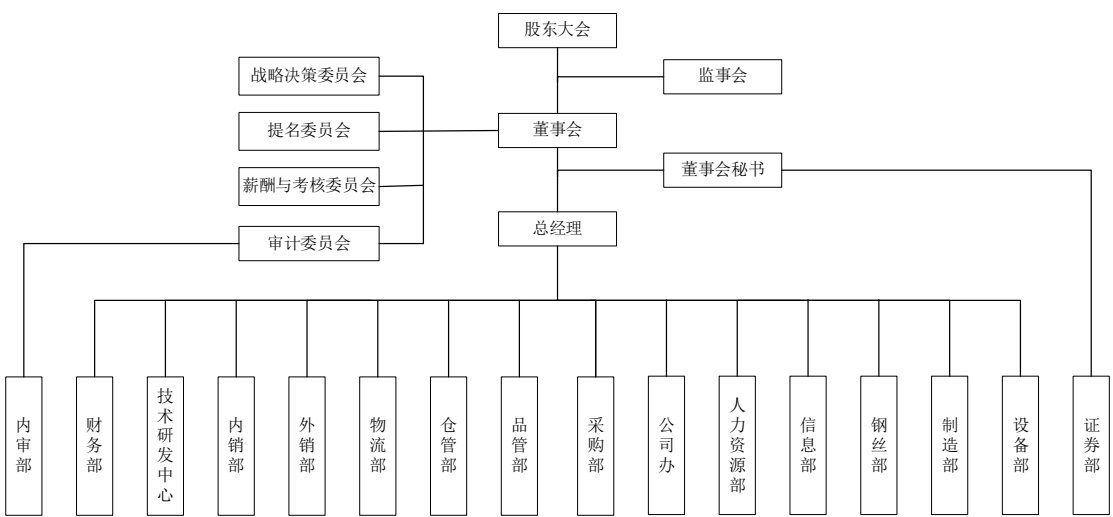 股东大会
战略决策委员会
监事会
提名委员会
董事会
薪酬与考核委员会
董事会秘书
总经理
审计委员会
内审部
财务部
技术研发中心
内销部
外销部
物流部
仓管部
品管部
采购部
公司办
人力资源部
信息部
钢丝部
制造部
设备部
证券部